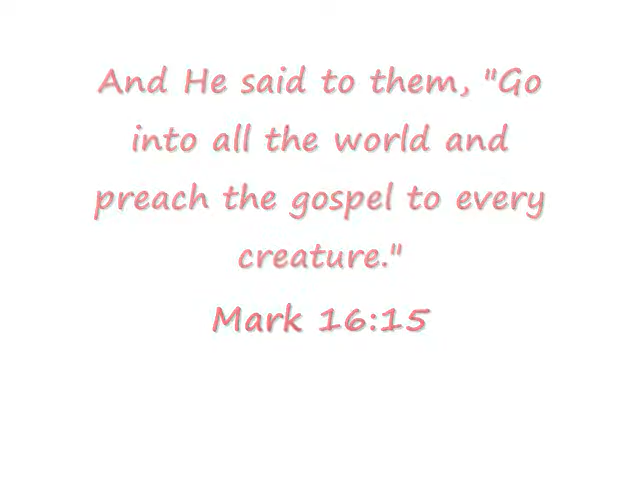 And He said to them, "Go
into all the world and
preach the gospel to every
creature."
Mark 16:15